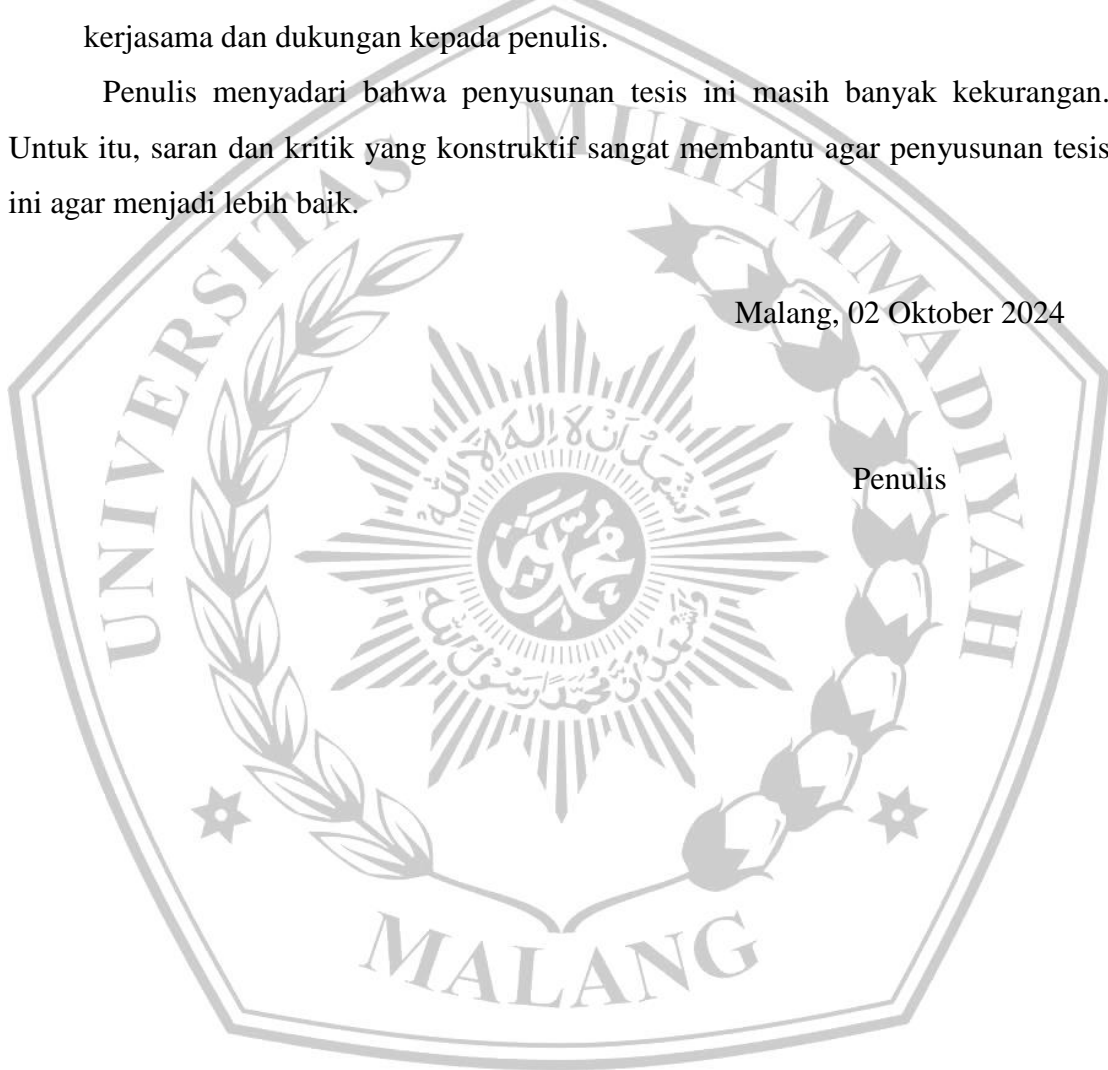 kerjasama dan dukungan kepada penulis.
Penulis menyadari bahwa penyusunan tesis ini masih banyak kekurangan.
Untuk itu, saran dan kritik yang konstruktif sangat membantu agar penyusunan tesis
ini agar menjadi lebih baik.
Malang, 02 Oktober 2024
Penulis
UNIVERSITAS MUHAMMADIYAH
MALANG